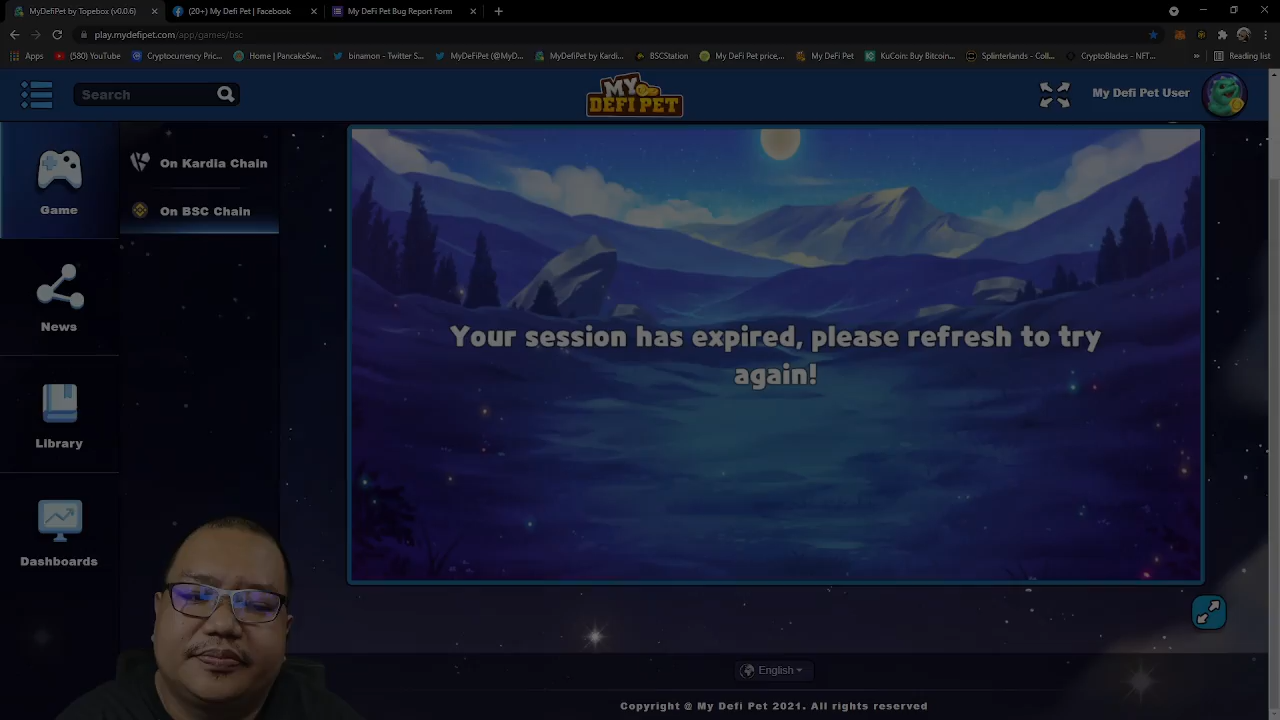 MyDefiPet by Topebox (v0.0.6)
(20+) My Defi Pet | Facebook
My DeFi Pet Bug Report Form
play.mydefipet.com/app/games/bsc
Apps
(580) YouTube
Cryptocurrency Pric...
Home | PancakeSw...
binamon - Twitter S...
MyDeFiPet (@MyD...
MyDefiPet by Kardi...
BSCStation
My DeFi Pet price,...
My DeFi Pet
KuCoin: Buy Bitcoin...
Splinterlands - Coll...
CryptoBlades - NFT...
»
Reading list
Search
MY
DEFI PET
My Defi Pet User
Game
On Kardia Chain
On BSC Chain
News
Library
Dashboards
Your session has expired, please refresh to try
again!
English
Copyright @ My Defi Pet 2021. All rights reserved